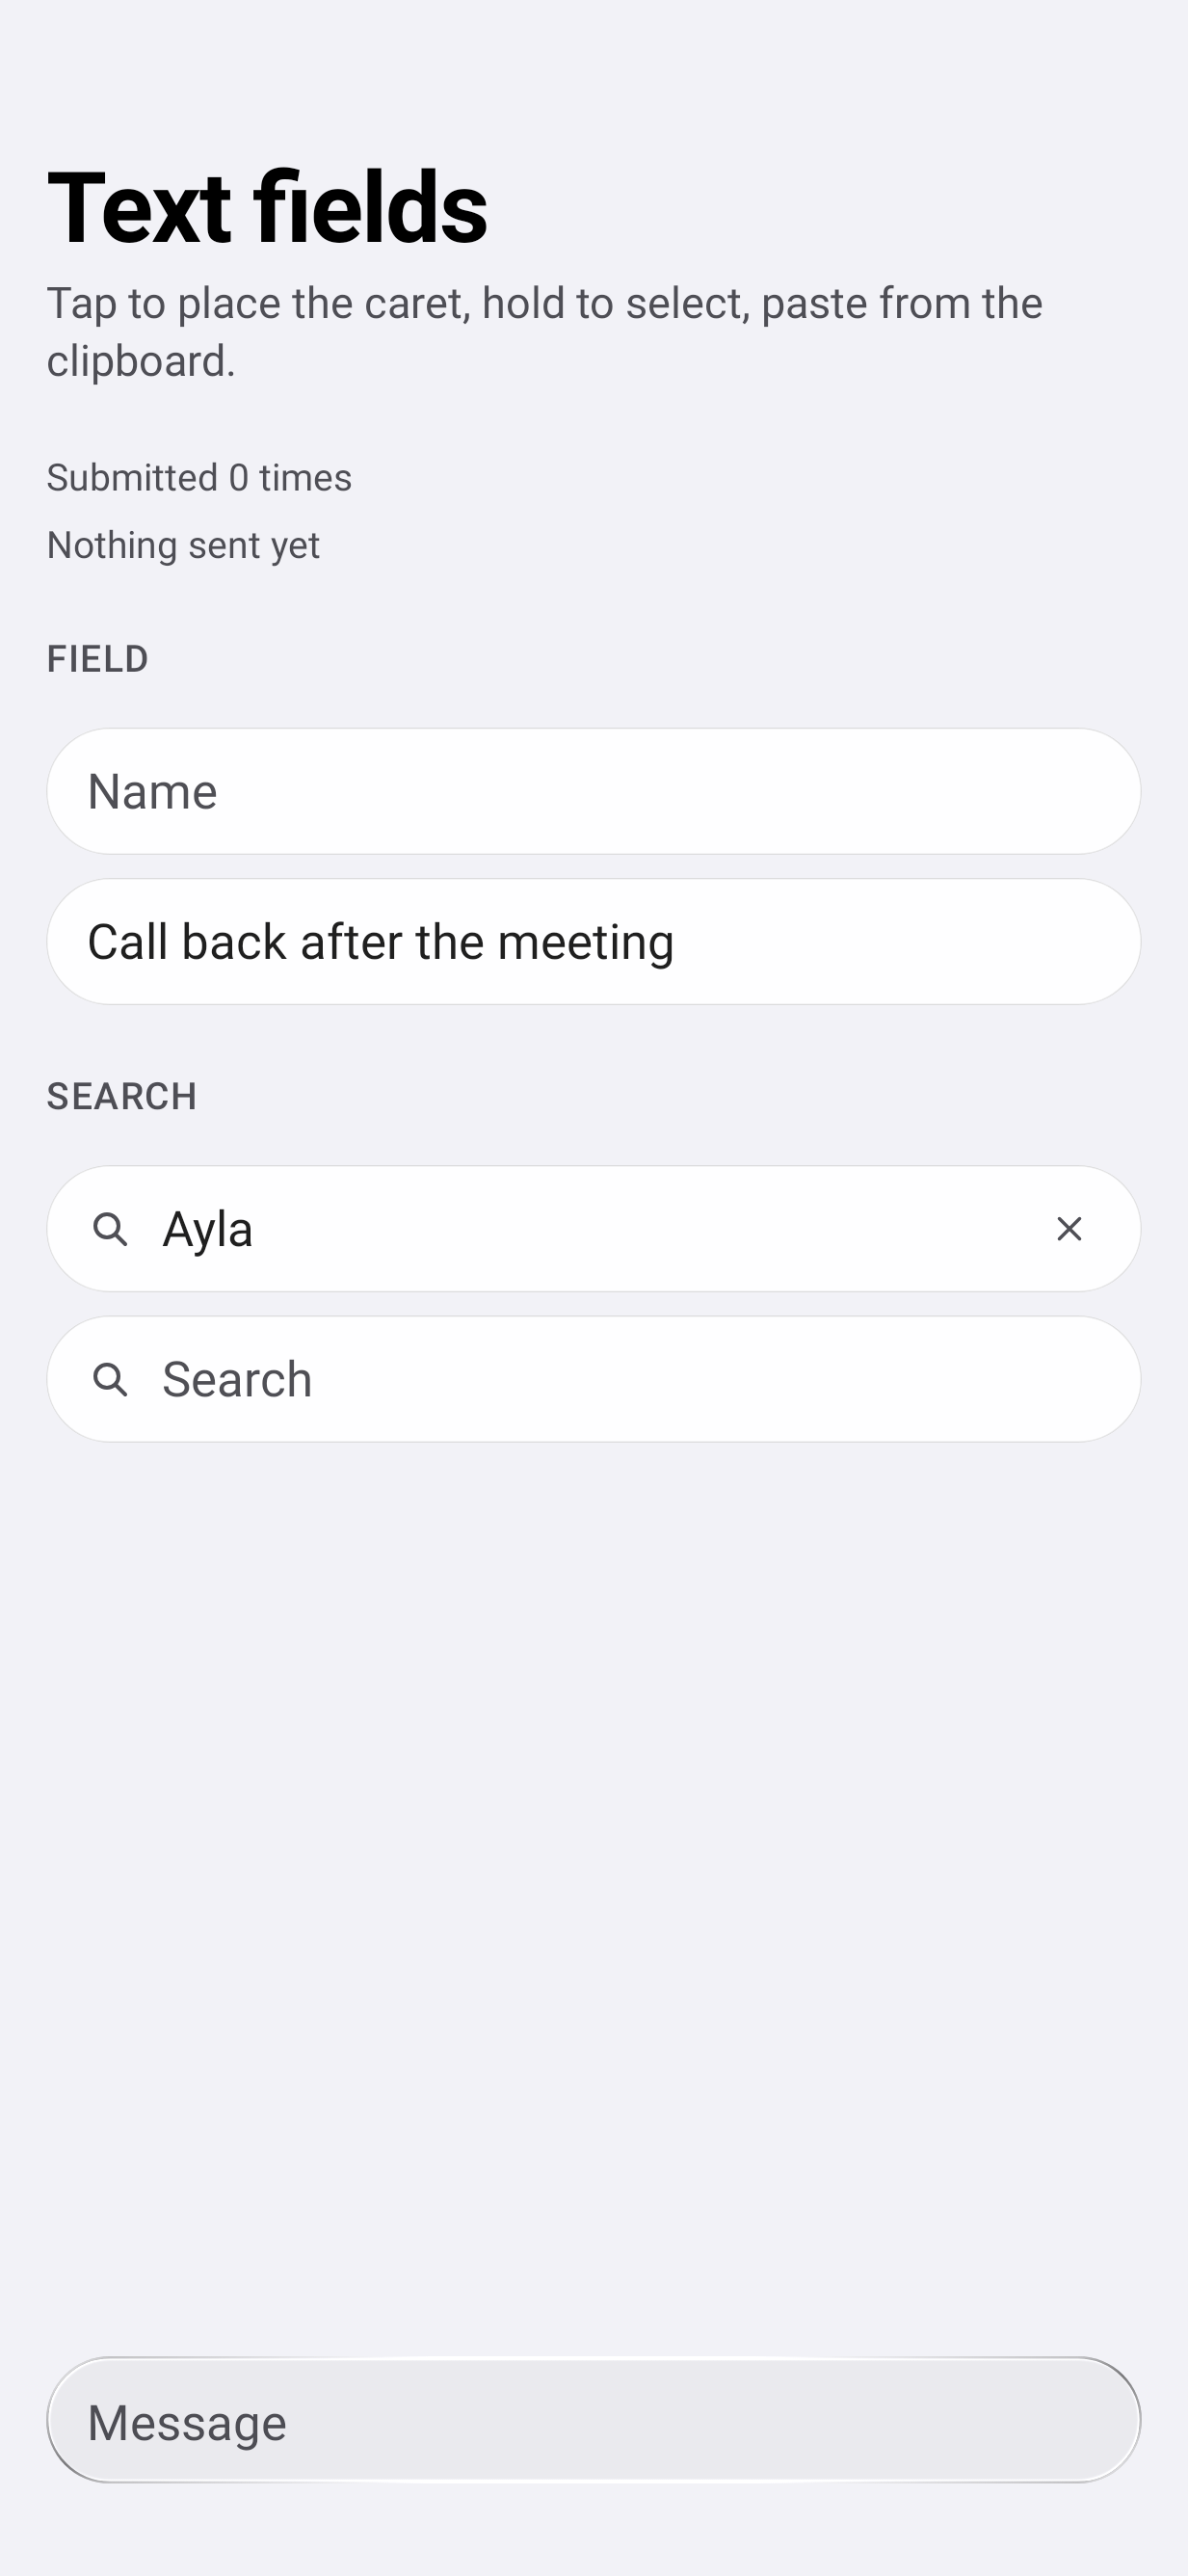 Text fields
Tap to place the caret, hold to select, paste from the
clipboard.
Submitted 0 times
Nothing sent yet
FIELD
Name
Call back after the meeting
SEARCH
Ayla
Search
Message